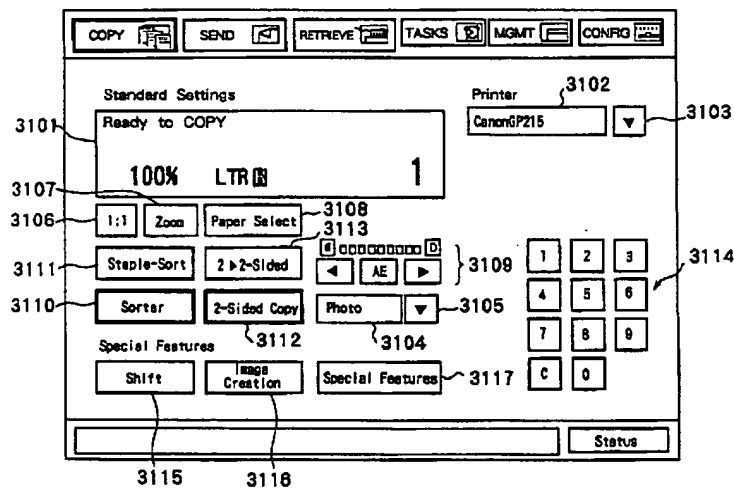 COPY SEND RETRIEVE TASKS MGMT CONFIG
Standard Settings Printer 3102
3101 Ready to COPY CanonGP215 ▼ 3103
100% LTR 1
3107
3106 1:1 Zoom Paper Select 3108
3113
3111 Staple-Sort 2▶2-Sided ◀ AE ▶ 3109 1 2 3 3114
3110 Sorter 2-Sided Copy Photo ▼ 3105 4 5 6
3112 3104 7 8 9
Special Features
Shift Image Creation Special Features 3117 C 0
Status
3115 3116